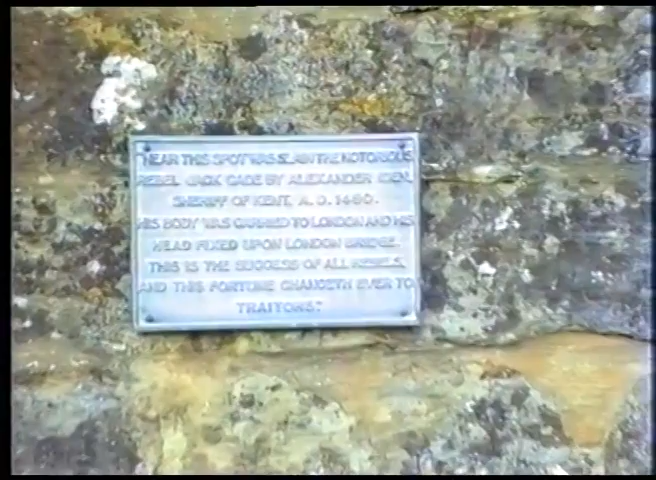 "NEAR THIS SPOT WAS SLAIN THE NOTORIOUS
REBEL JACK CADE BY ALEXANDER IDEN,
SHERIFF OF KENT, A.D. 1450.
HIS BODY WAS CARRIED TO LONDON AND HIS
HEAD FIXED UPON LONDON BRIDGE.
THIS IS THE SUCCESS OF ALL REBELS,
AND THIS FORTUNE CHANCETH EVER TO
TRAITORS."